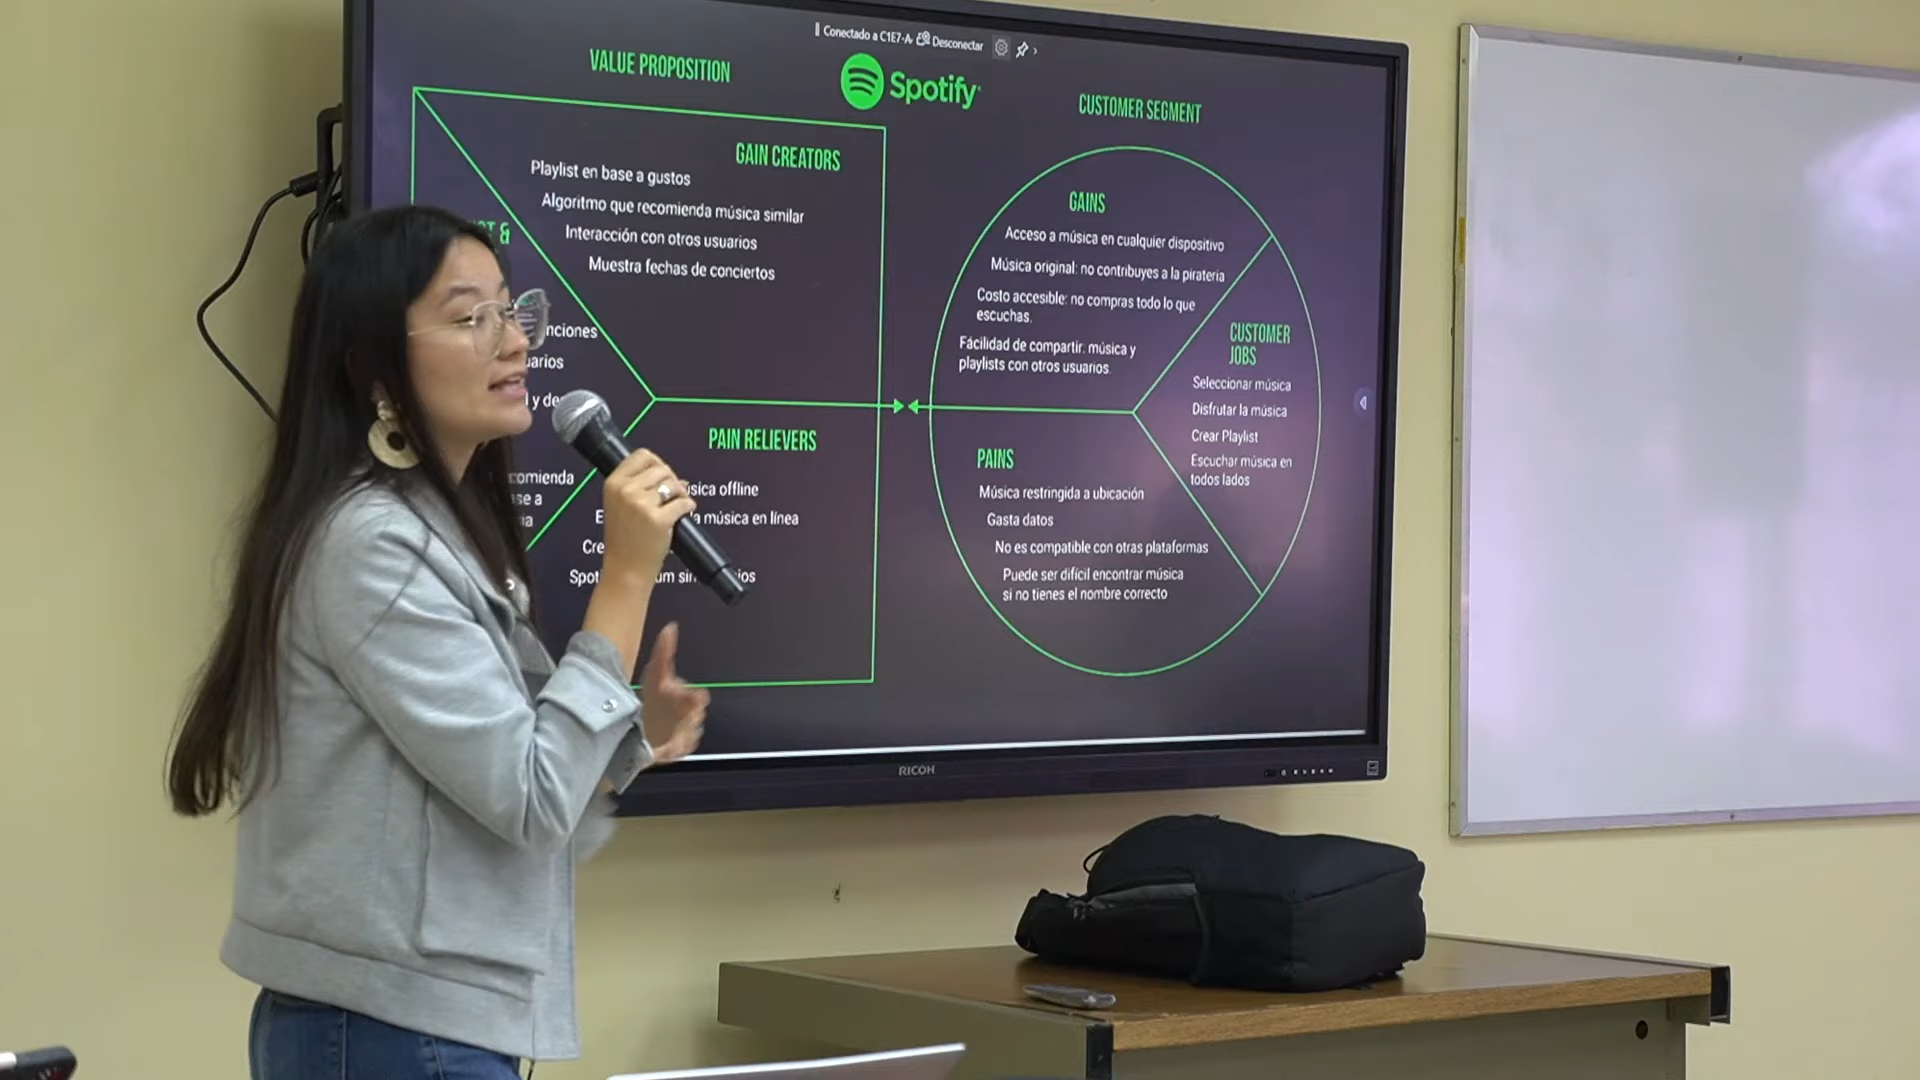 Conectado a C1E7-A
Desconectar
VALUE PROPOSITION
Spotify
CUSTOMER SEGMENT
GAIN CREATORS
Playlist en base a gustos
Algoritmo que recomienda música similar
Interacción con otros usuarios
Muestra fechas de conciertos
&
PAIN RELIEVERS
offline
música en línea
GAINS
Acceso a música en cualquier dispositivo
Música original: no contribuyes a la piratería
Costo accesible: no compras todo lo que
escuchas.
Fácilidad de compartir: música y
playlists con otros usuarios.
CUSTOMER
JOBS
Seleccionar música
Disfrutar la música
Crear Playlist
Escuchar música en
todos lados
PAINS
Música restringida a ubicación
Gasta datos
No es compatible con otras plataformas
Puede ser difícil encontrar música
si no tienes el nombre correcto
RICOH